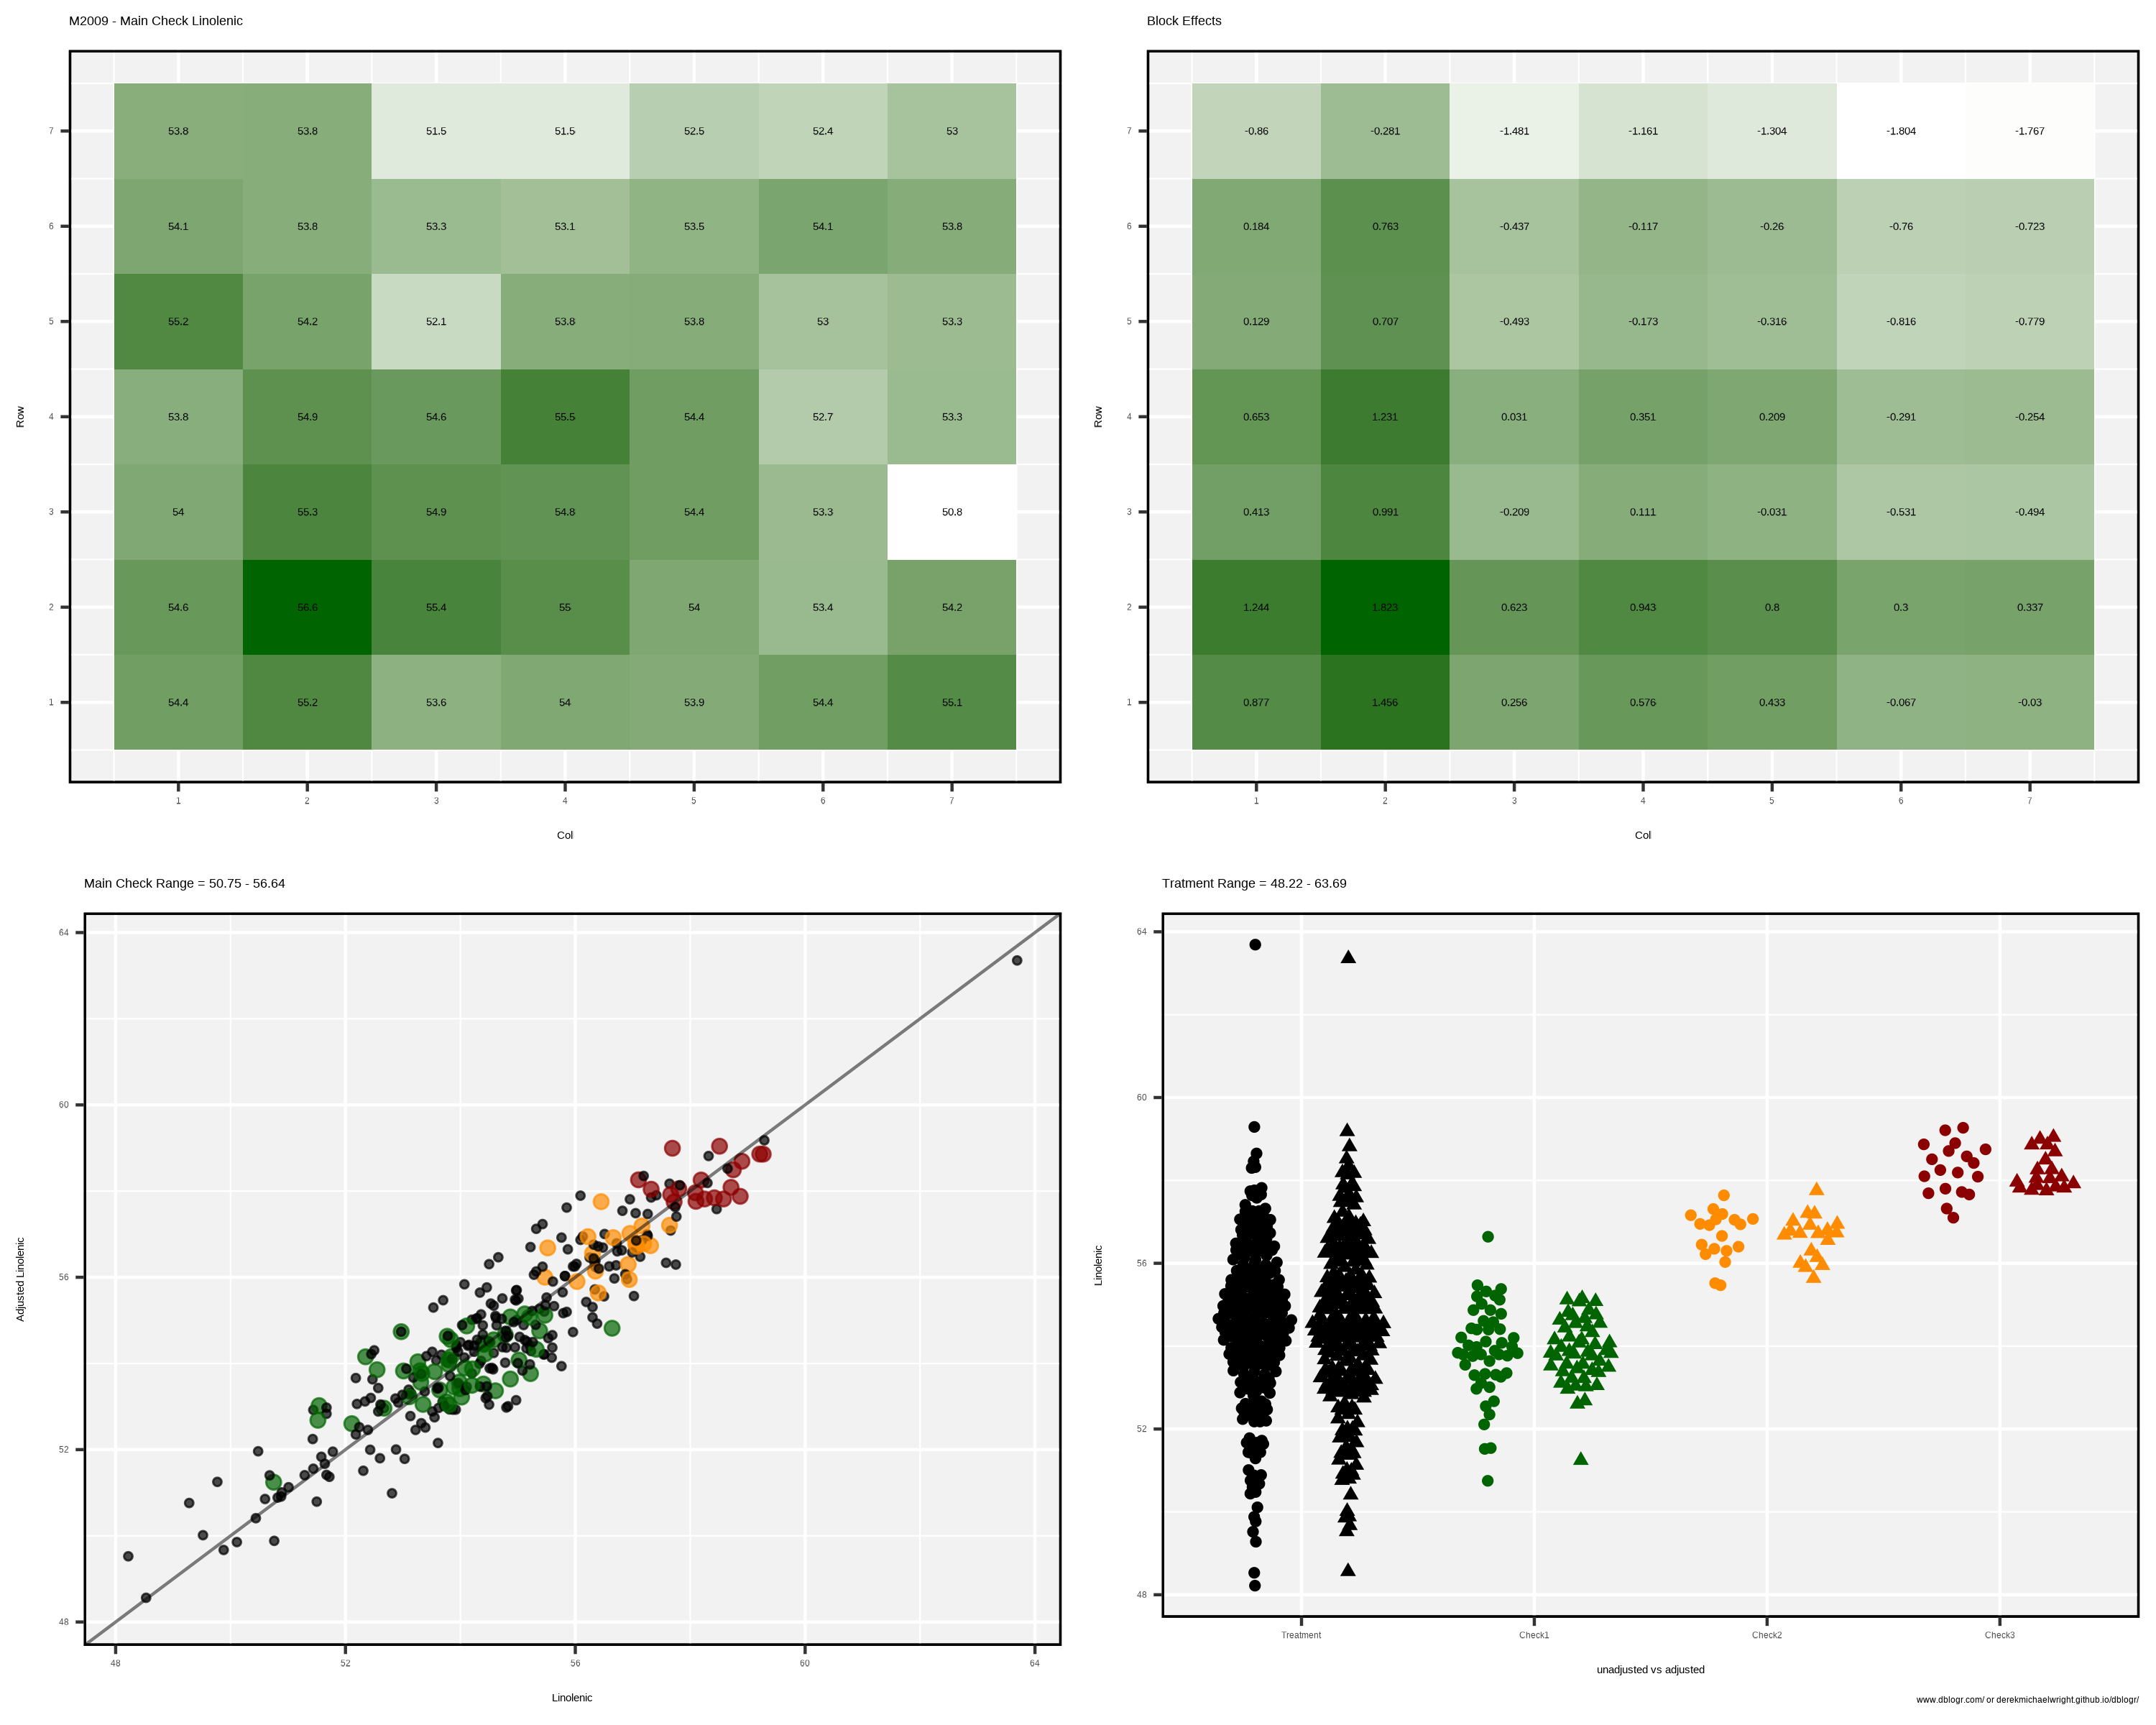 M2009 - Main Check Linolenic
Row
7 53.8 53.8 51.5 51.5 52.5 52.4 53
6 54.1 53.8 53.3 53.1 53.5 54.1 53.8
5 55.2 54.2 52.1 53.8 53.8 53 53.3
4 53.8 54.9 54.6 55.5 54.4 52.7 53.3
3 54 55.3 54.9 54.8 54.4 53.3 50.8
2 54.6 56.6 55.4 55 54 53.4 54.2
1 54.4 55.2 53.6 54 53.9 54.4 55.1
1 2 3 4 5 6 7
Col
Block Effects
Row
7 -0.86 -0.281 -1.481 -1.161 -1.304 -1.804 -1.767
6 0.184 0.763 -0.437 -0.117 -0.26 -0.76 -0.723
5 0.129 0.707 -0.493 -0.173 -0.316 -0.816 -0.779
4 0.653 1.231 0.031 0.351 0.209 -0.291 -0.254
3 0.413 0.991 -0.209 0.111 -0.031 -0.531 -0.494
2 1.244 1.823 0.623 0.943 0.8 0.3 0.337
1 0.877 1.456 0.256 0.576 0.433 -0.067 -0.03
1 2 3 4 5 6 7
Col
Main Check Range = 50.75 - 56.64
Adjusted Linolenic
64
60
56
52
48
48 52 56 60 64
Linolenic
Tratment Range = 48.22 - 63.69
Linolenic
64
60
56
52
48
Treatment Check1 Check2 Check3
unadjusted vs adjusted
www.dblogr.com/ or derekmichaelwright.github.io/dblogr/